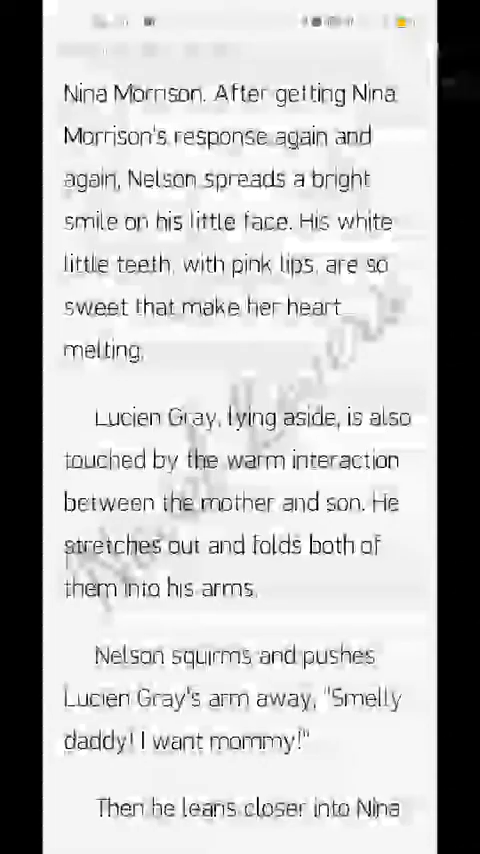 Nina Morrison. After getting Nina
Morrison's response again and
again, Nelson spreads a bright
smile on his little face. His white
little teeth, with pink lips, are so
sweet that make her heart
melting.
Lucien Gray, lying aside, is also
touched by the warm interaction
between the mother and son. He
stretches out and folds both of
them into his arms.
Nelson squirms and pushes
Lucien Gray's arm away, "Smelly
daddy! I want mommy!"
Then he leans closer into Nina
Novel Lovers